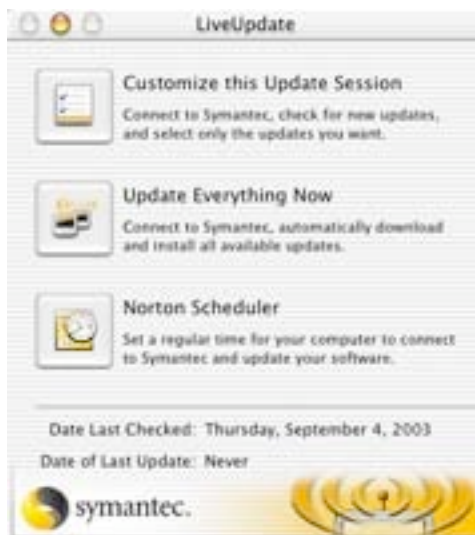 LiveUpdate
Customize this Update Session
Connect to Symantec, check for new updates,
and select only the updates you want.
Update Everything Now
Connect to Symantec, automatically download
and install all available updates.
Norton Scheduler
Set a regular time for your computer to connect
to Symantec and update your software.
Date Last Checked: Thursday, September 4, 2003
Date of Last Update: Never
symantec.